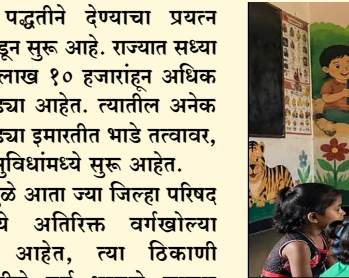 पद्धतीने देण्याचा प्रयत्न
सुरू आहे. राज्यात सध्या
लाख १० हजारांहून अधिक
आहेत. त्यातील अनेक
इमारतीत भाडे तत्वावर,
सुरू आहेत.
आता ज्या जिल्हा परिषद
अतिरिक्त वर्गखोल्या
आहेत, त्या ठिकाणी